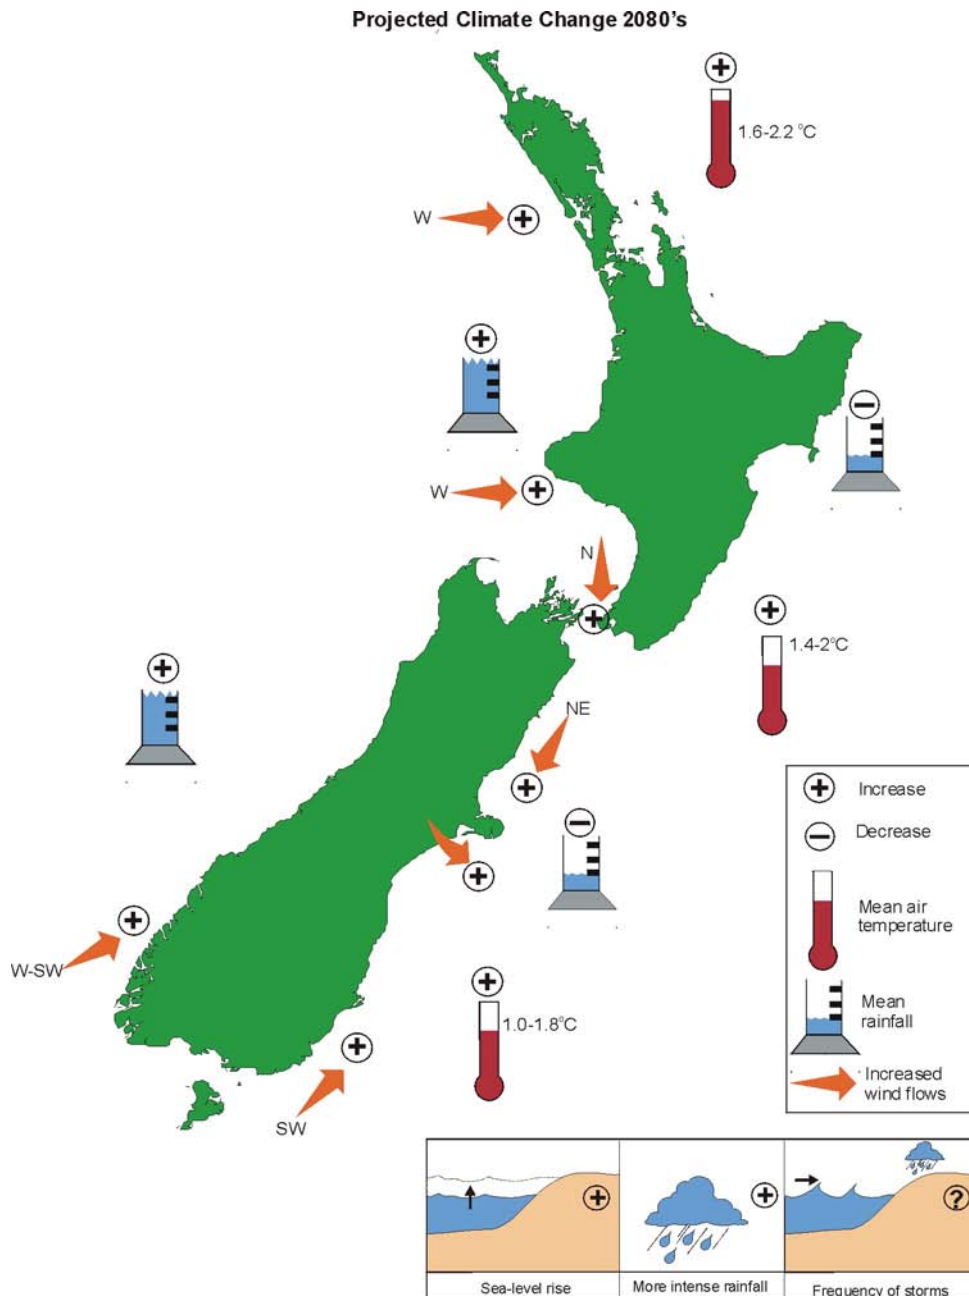 Projected Climate Change 2080's
1.6-2.2 °C
W
W
N
1.4-2°C
NE
W-SW
1.0-1.8°C
SW
Increase
Decrease
Mean air
temperature
Mean
rainfall
Increased
wind flows
?
Sea-level rise
More intense rainfall
Frequency of storms